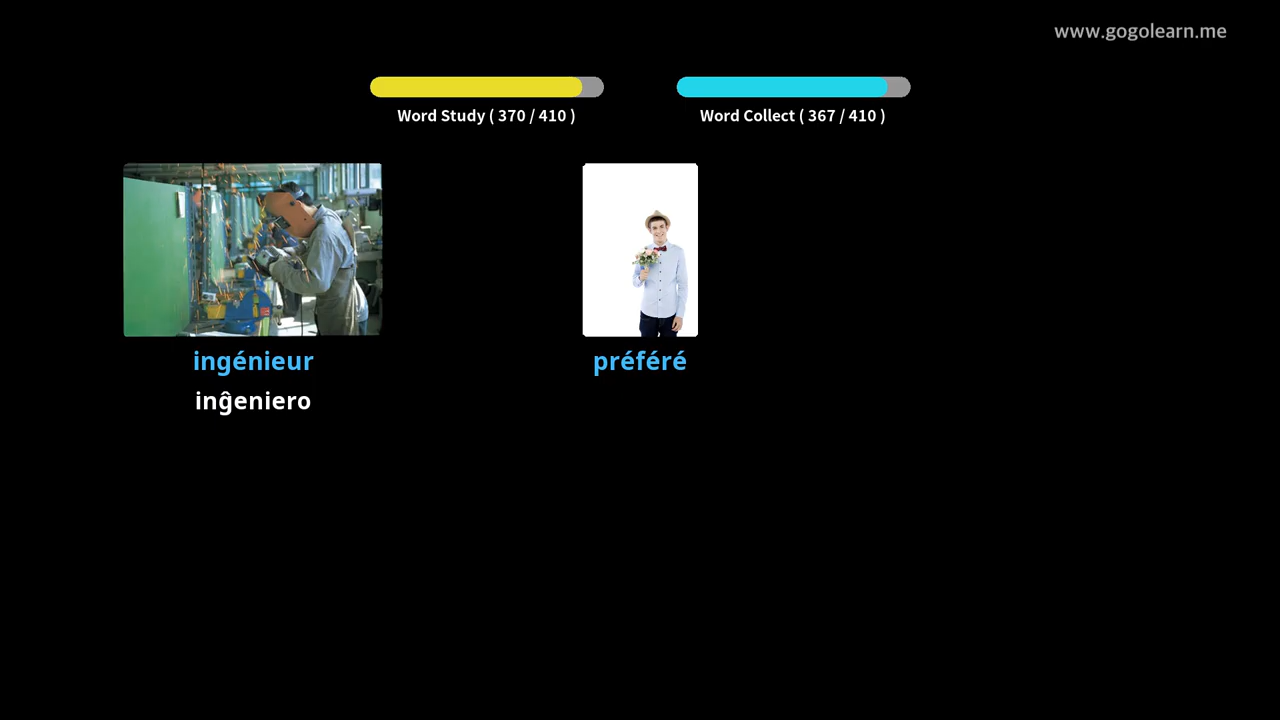 www.gogolearn.me
Word Study ( 370 / 410 )
Word Collect ( 367 / 410 )
ingénieur
inĝeniero
préféré